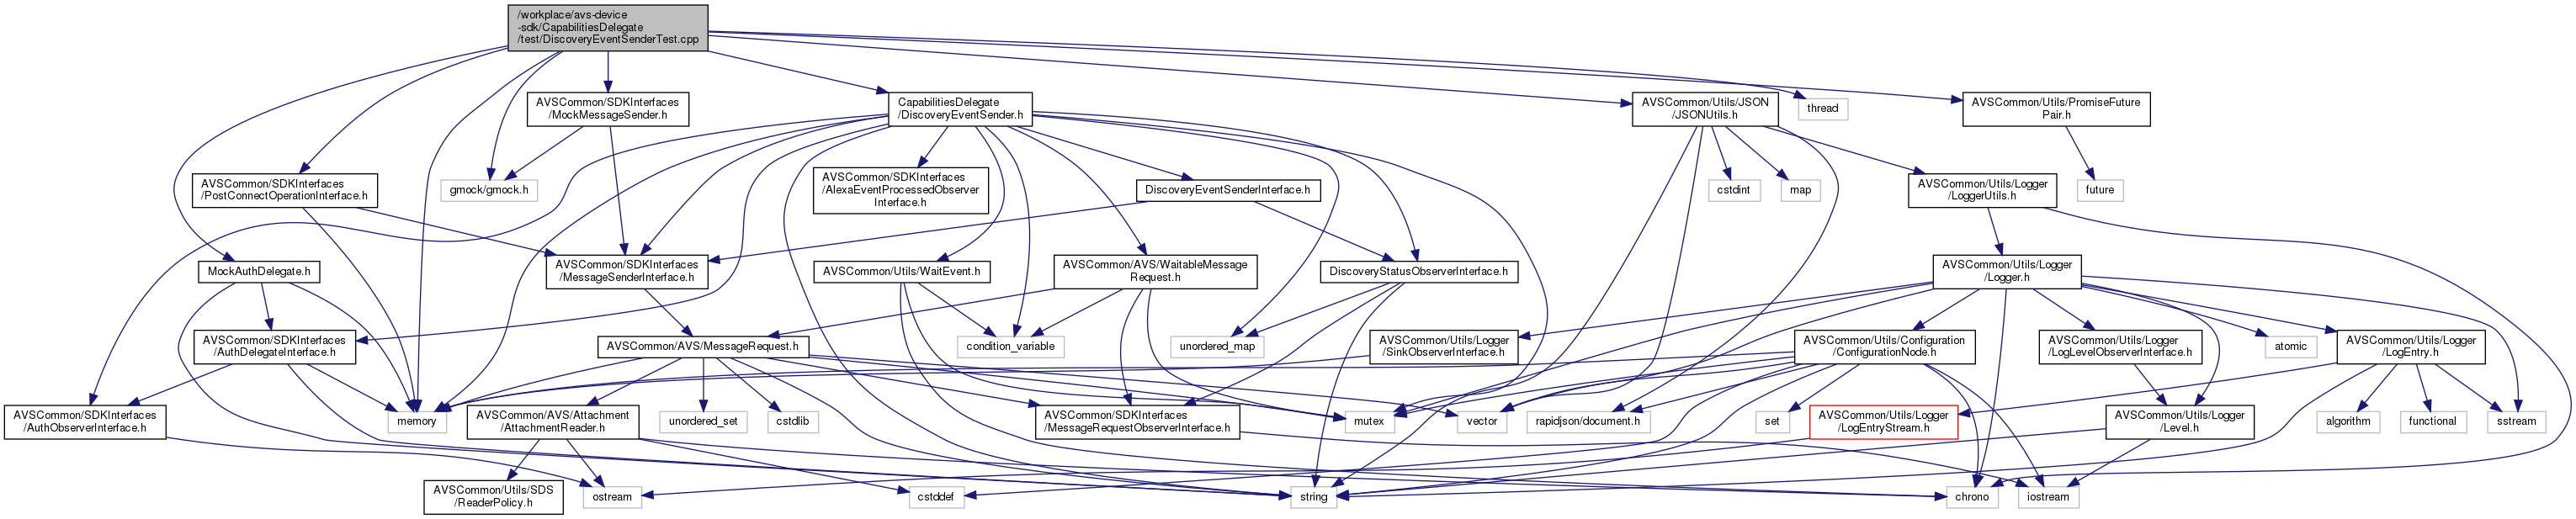 /workplace/avs-device
-sdk/CapabilitiesDelegate
/test/DiscoveryEventSenderTest.cpp
AVSCommon/SDKInterfaces
/MockMessageSender.h
CapabilitiesDelegate
/DiscoveryEventSender.h
AVSCommon/Utils/JSON
/JSONUtils.h
thread
AVSCommon/Utils/PromiseFuture
Pair.h
AVSCommon/SDKInterfaces
/PostConnectOperationInterface.h
gmock/gmock.h
AVSCommon/SDKInterfaces
/AlexaEventProcessedObserver
Interface.h
DiscoveryEventSenderInterface.h
cstdint
map
AVSCommon/Utils/Logger
/LoggerUtils.h
future
MockAuthDelegate.h
AVSCommon/SDKInterfaces
/MessageSenderInterface.h
AVSCommon/Utils/WaitEvent.h
AVSCommon/AVS/WaitableMessage
Request.h
DiscoveryStatusObserverInterface.h
AVSCommon/Utils/Logger
/Logger.h
AVSCommon/SDKInterfaces
/AuthDelegateInterface.h
AVSCommon/AVS/MessageRequest.h
condition_variable
unordered_map
AVSCommon/Utils/Logger
/SinkObserverInterface.h
AVSCommon/Utils/Configuration
/ConfigurationNode.h
AVSCommon/Utils/Logger
/LogLevelObserverInterface.h
atomic
AVSCommon/Utils/Logger
/LogEntry.h
AVSCommon/SDKInterfaces
/AuthObserverInterface.h
memory
AVSCommon/AVS/Attachment
/AttachmentReader.h
unordered_set
cstdlib
AVSCommon/SDKInterfaces
/MessageRequestObserverInterface.h
mutex
vector
rapidjson/document.h
set
AVSCommon/Utils/Logger
/LogEntryStream.h
AVSCommon/Utils/Logger
/Level.h
algorithm
functional
sstream
AVSCommon/Utils/SDS
/ReaderPolicy.h
ostream
cstddef
string
chrono
iostream